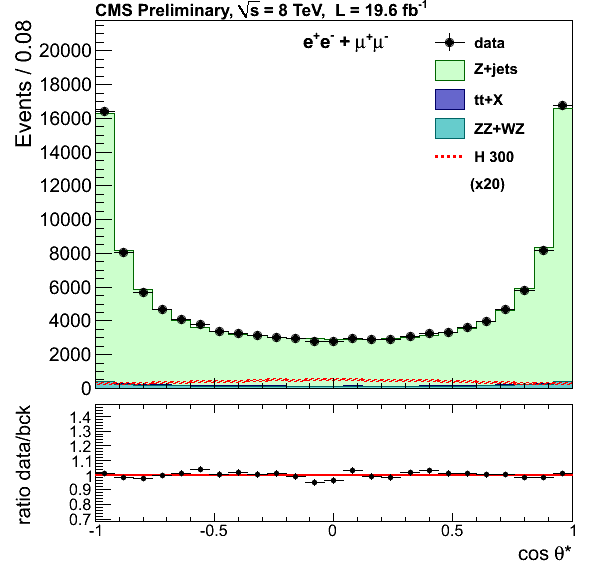 CMS Preliminary, √s = 8 TeV, L = 19.6 fb⁻¹
Events / 0.08
20000
18000
16000
14000
12000
10000
8000
6000
4000
2000
0
e⁺e⁻ + μ⁺μ⁻
data
Z+jets
tt+X
ZZ+WZ
H 300
(x20)
ratio data/bck
1.4
1.3
1.2
1.1
1
0.9
0.8
0.7
-1 -0.5 0 0.5 1
cos θ*